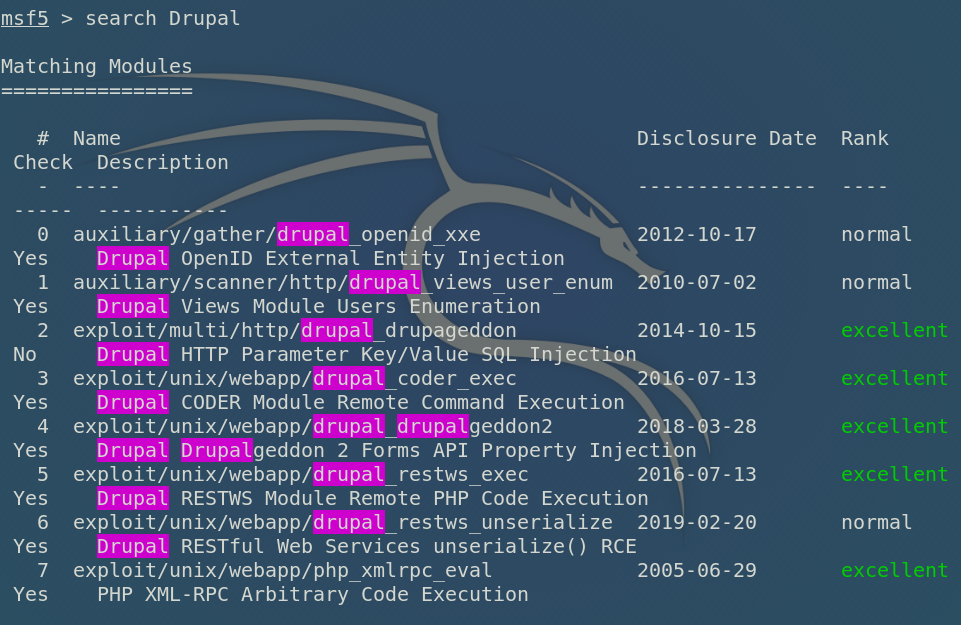 msf5 > search Drupal
Matching Modules
================
# Name Disclosure Date Rank
Check Description
- ---- --------------- ----
----- -----------
0 auxiliary/gather/drupal_openid_xxe 2012-10-17 normal
Yes Drupal OpenID External Entity Injection
1 auxiliary/scanner/http/drupal_views_user_enum 2010-07-02 normal
Yes Drupal Views Module Users Enumeration
2 exploit/multi/http/drupal_drupageddon 2014-10-15 excellent
No Drupal HTTP Parameter Key/Value SQL Injection
3 exploit/unix/webapp/drupal_coder_exec 2016-07-13 excellent
Yes Drupal CODER Module Remote Command Execution
4 exploit/unix/webapp/drupal_drupalgeddon2 2018-03-28 excellent
Yes Drupal Drupalgeddon 2 Forms API Property Injection
5 exploit/unix/webapp/drupal_restws_exec 2016-07-13 excellent
Yes Drupal RESTWS Module Remote PHP Code Execution
6 exploit/unix/webapp/drupal_restws_unserialize 2019-02-20 normal
Yes Drupal RESTful Web Services unserialize() RCE
7 exploit/unix/webapp/php_xmlrpc_eval 2005-06-29 excellent
Yes PHP XML-RPC Arbitrary Code Execution